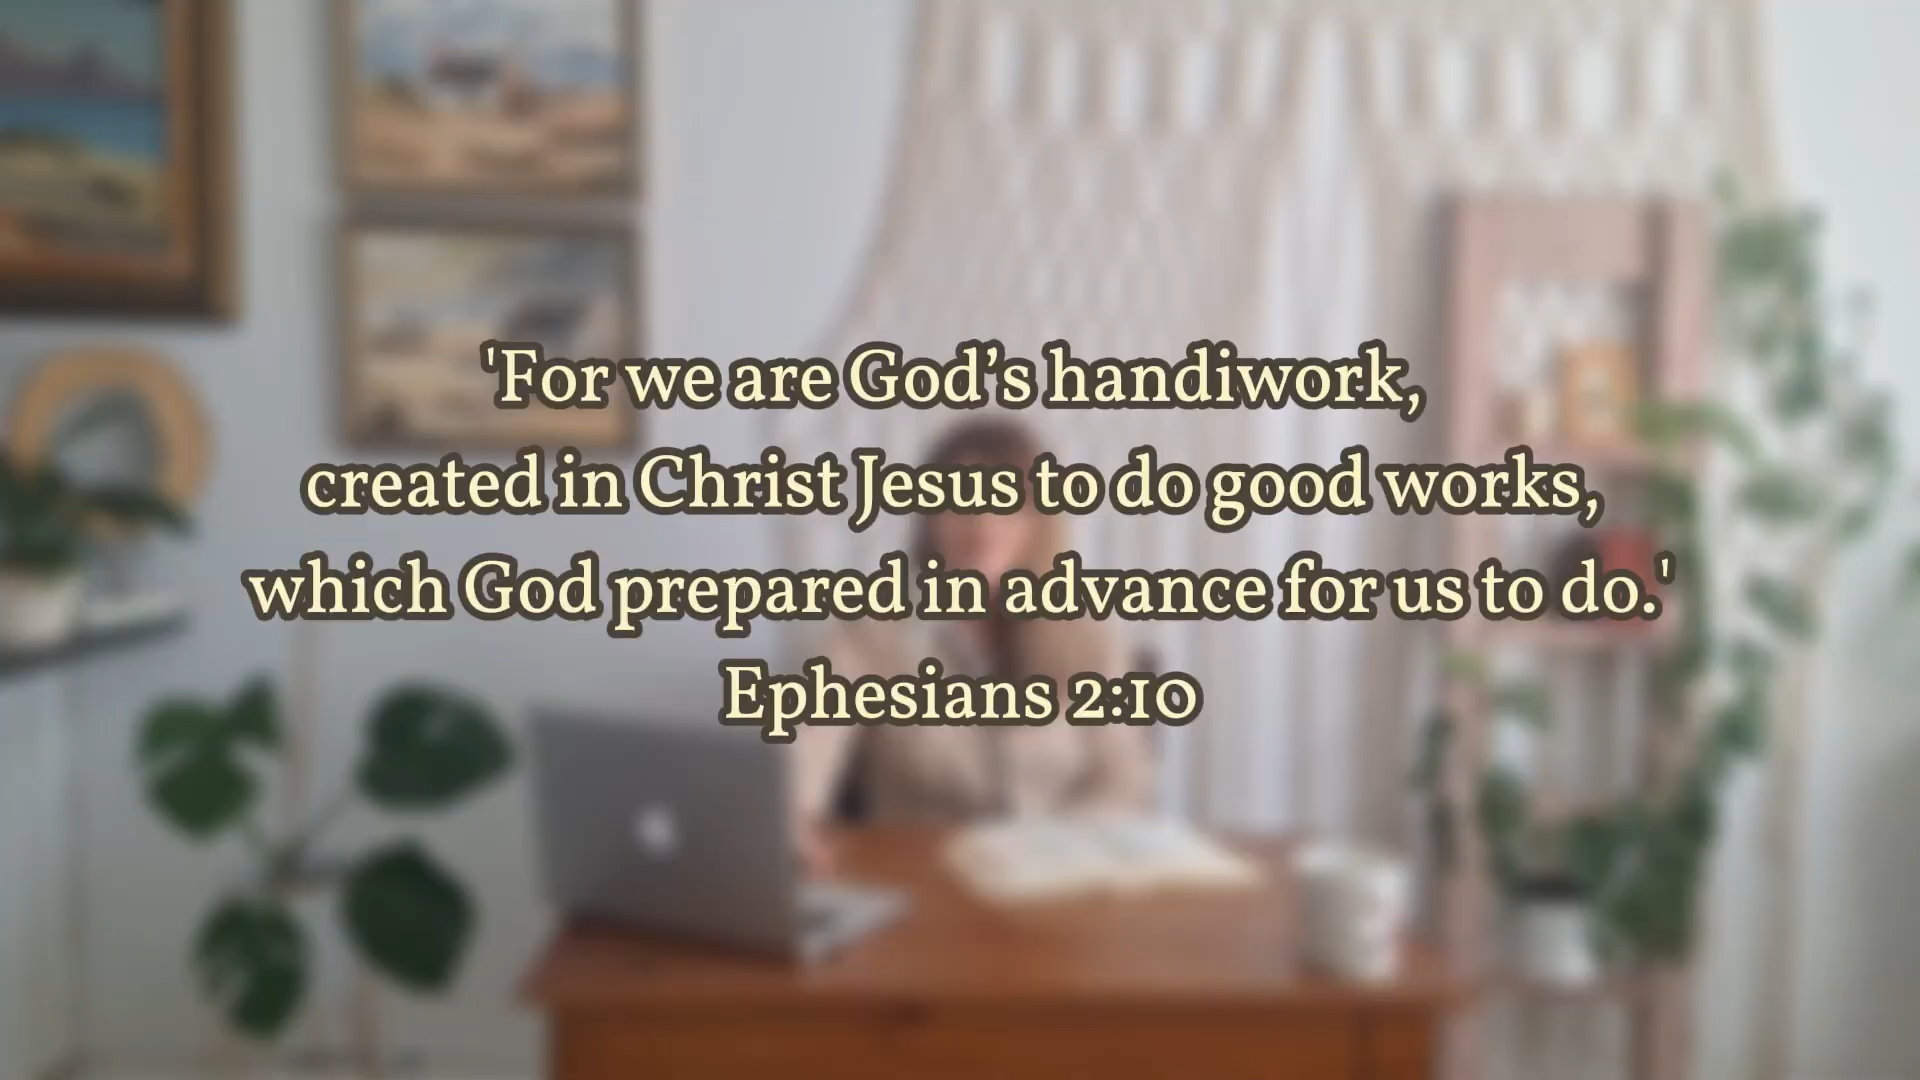 'For we are God’s handiwork,
created in Christ Jesus to do good works,
which God prepared in advance for us to do.'
Ephesians 2:10